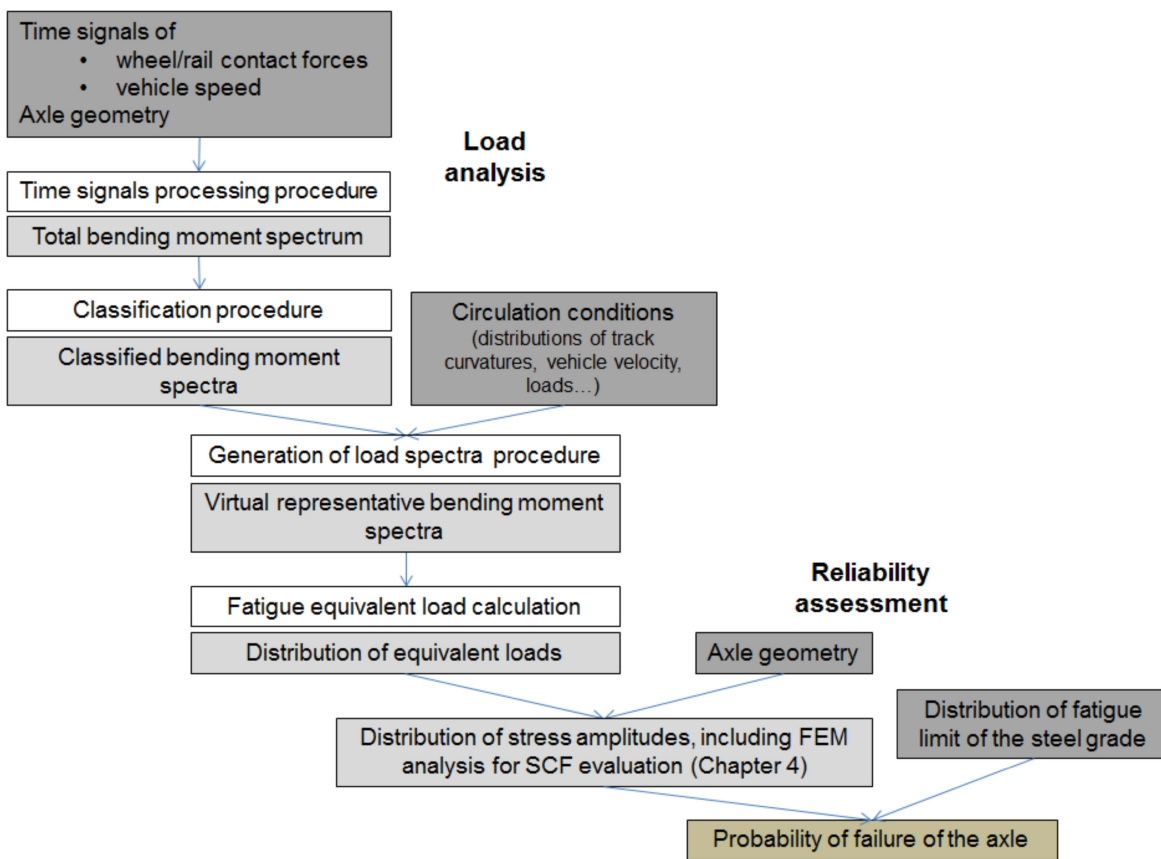 Time signals of
• wheel/rail contact forces
• vehicle speed
Axle geometry
Load
analysis
Time signals processing procedure
Total bending moment spectrum
Classification procedure
Classified bending moment
spectra
Circulation conditions
(distributions of track
curvatures, vehicle velocity,
loads…)
Generation of load spectra procedure
Virtual representative bending moment
spectra
Reliability
assessment
Fatigue equivalent load calculation
Distribution of equivalent loads
Axle geometry
Distribution of fatigue
limit of the steel grade
Distribution of stress amplitudes, including FEM
analysis for SCF evaluation (Chapter 4)
Probability of failure of the axle